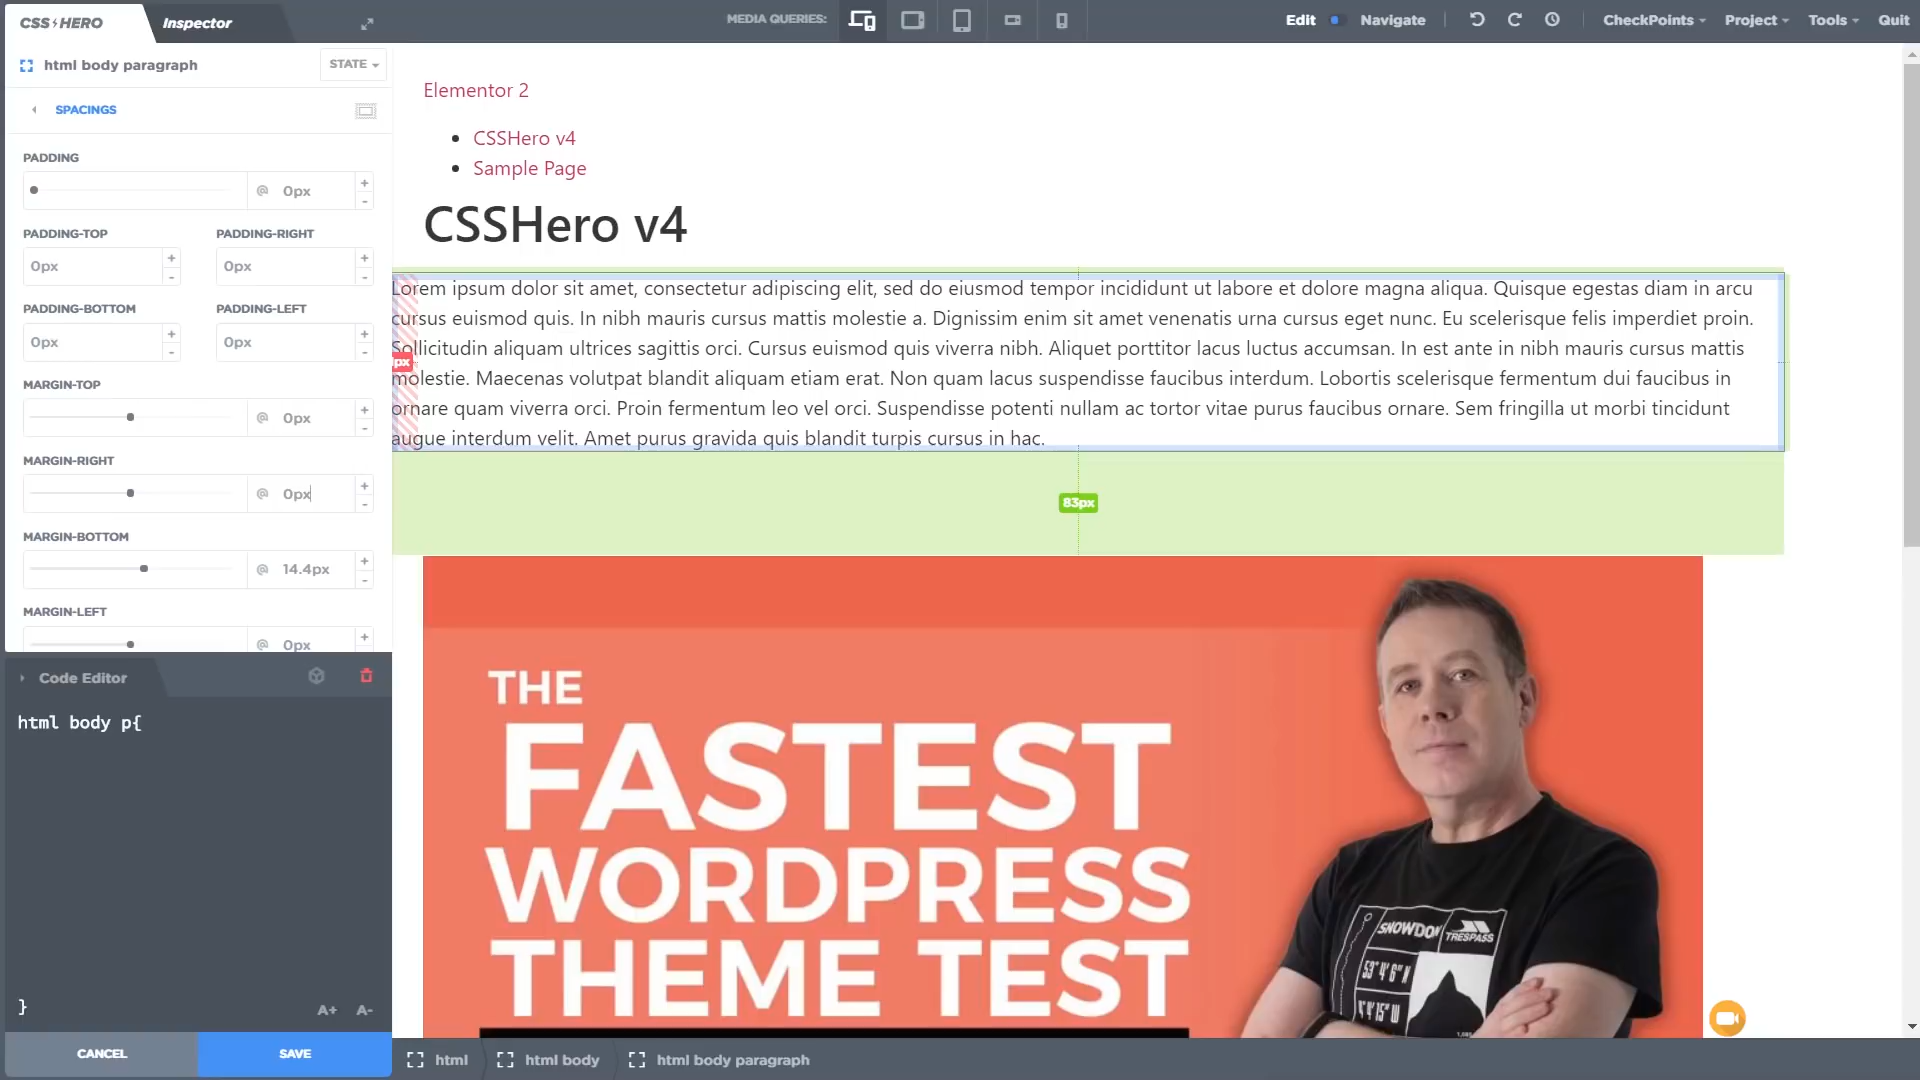 CSS HERO
Inspector
MEDIA QUERIES:
Edit
Navigate
CheckPoints
Project
Tools
Quit
html body paragraph
STATE
SPACINGS
PADDING
@ 0px + -
PADDING-TOP
PADDING-RIGHT
0px + -
0px + -
PADDING-BOTTOM
PADDING-LEFT
0px + -
0px + -
MARGIN-TOP
@ 0px + -
MARGIN-RIGHT
@ 0px + -
MARGIN-BOTTOM
@ 14.4px + -
MARGIN-LEFT
@ 0px +
Code Editor
html body p{
}
A+ A-
CANCEL
SAVE
Elementor 2
CSSHero v4
Sample Page
CSSHero v4
Lorem ipsum dolor sit amet, consectetur adipiscing elit, sed do eiusmod tempor incididunt ut labore et dolore magna aliqua. Quisque egestas diam in arcu
cursus euismod quis. In nibh mauris cursus mattis molestie a. Dignissim enim sit amet venenatis urna cursus eget nunc. Eu scelerisque felis imperdiet proin.
Sollicitudin aliquam ultrices sagittis orci. Cursus euismod quis viverra nibh. Aliquet porttitor lacus luctus accumsan. In est ante in nibh mauris cursus mattis
px
molestie. Maecenas volutpat blandit aliquam etiam erat. Non quam lacus suspendisse faucibus interdum. Lobortis scelerisque fermentum dui faucibus in
ornare quam viverra orci. Proin fermentum leo vel orci. Suspendisse potenti nullam ac tortor vitae purus faucibus ornare. Sem fringilla ut morbi tincidunt
augue interdum velit. Amet purus gravida quis blandit turpis cursus in hac.
83px
THE
FASTEST
WORDPRESS
THEME TEST
SNOWDON
TRESPASS
53° 4' 6" N
4° 4' 15" W
html
html body
html body paragraph